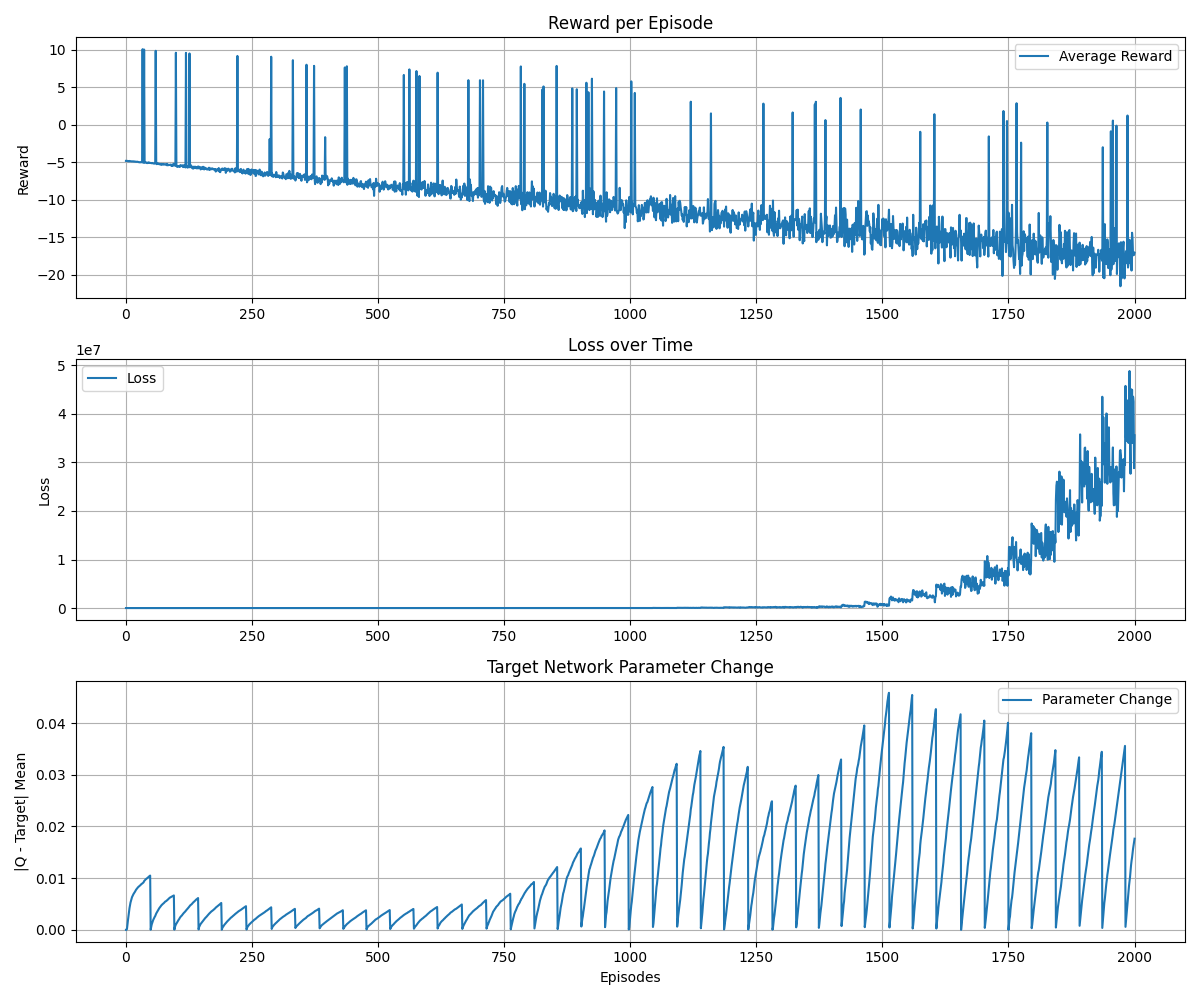 Reward per Episode
10
5
0
−5
−10
−15
−20
Reward
Average Reward
0 250 500 750 1000 1250 1500 1750 2000
Loss over Time
1e7
5
4
3
2
1
0
Loss
Loss
0 250 500 750 1000 1250 1500 1750 2000
Target Network Parameter Change
0.04
0.03
0.02
0.01
0.00
|Q - Target| Mean
Parameter Change
0 250 500 750 1000 1250 1500 1750 2000
Episodes